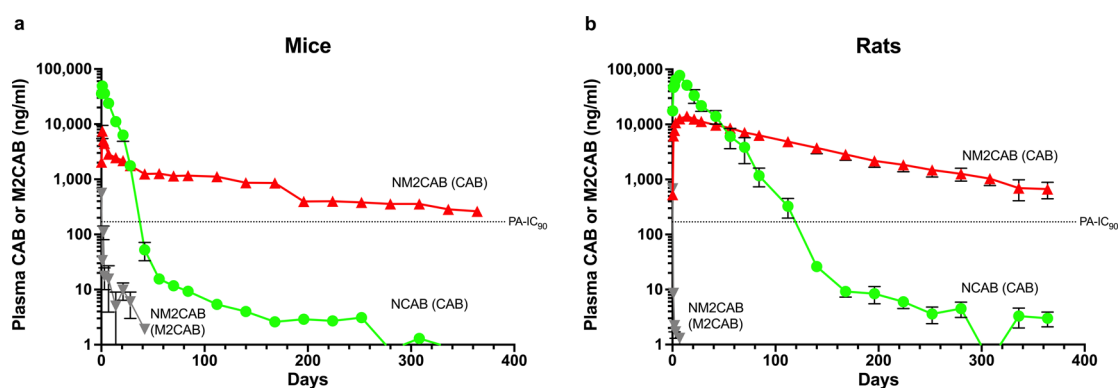 a
Mice
Plasma CAB or M2CAB (ng/ml)
100,000
10,000
1,000
100
10
1
0
100
200
300
400
Days
NM2CAB (CAB)
PA-IC90
NCAB (CAB)
NM2CAB
(M2CAB)
b
Rats
Plasma CAB or M2CAB (ng/ml)
100,000
10,000
1,000
100
10
1
0
100
200
300
400
Days
NM2CAB (CAB)
PA-IC90
NCAB (CAB)
NM2CAB
(M2CAB)